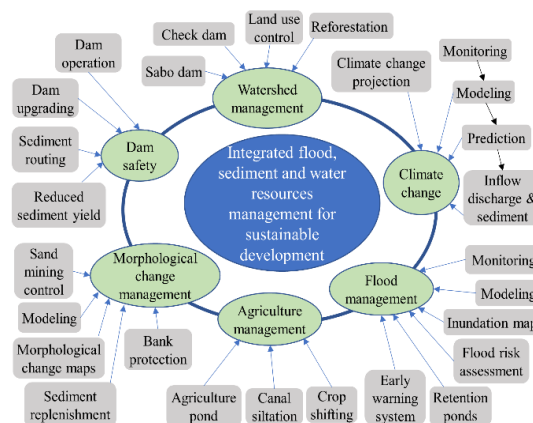 Land use
control
Check dam
Reforestation
Dam
operation
Sabo dam
Climate change
projection
Monitoring
Watershed
management
Dam
upgrading
Modeling
Dam
safety
Prediction
Sediment
routing
Integrated flood,
sediment and water
resources
management for
sustainable
development
Climate
change
Reduced
sediment yield
Inflow
discharge &
sediment
Sand
mining
control
Morphological
change
management
Flood
management
Monitoring
Modeling
Modeling
Agriculture
management
Inundation map
Morphological
change maps
Bank
protection
Flood risk
assessment
Sediment
replenishment
Agriculture
pond
Canal
siltation
Crop
shifting
Early
warning
system
Retention
ponds